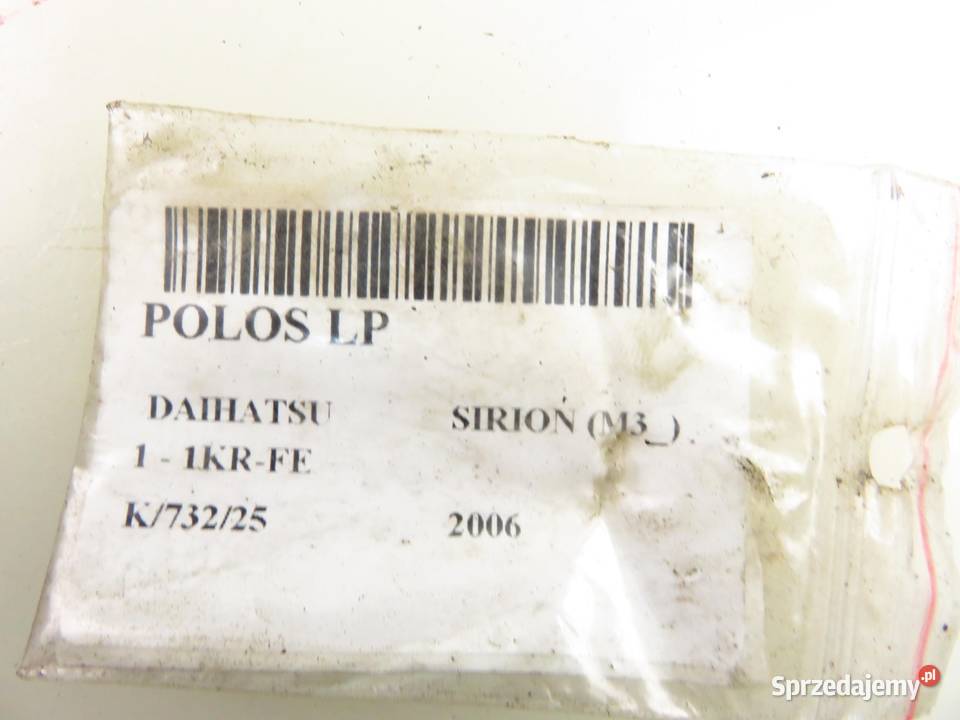 POLOS LP
DAIHATSU SIRION (M3_)
1 - 1KR-FE
K/732/25 2006
Sprzedajemy.pl